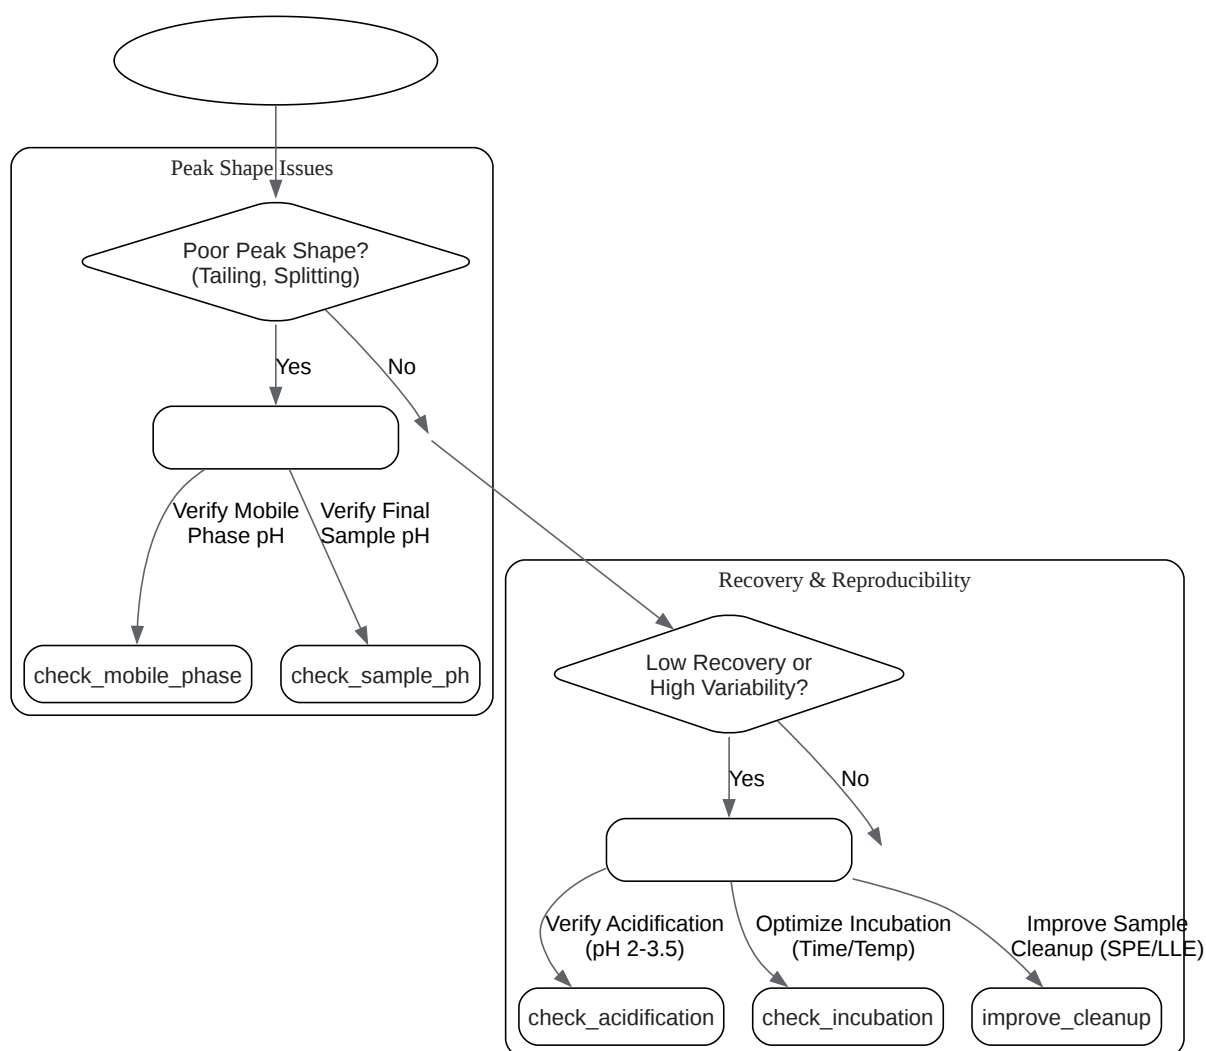 Peak Shape Issues
Poor Peak Shape?
(Tailing, Splitting)
Yes
No
Verify Mobile
Phase pH
Verify Final
Sample pH
check_mobile_phase
check_sample_ph
Recovery & Reproducibility
Low Recovery or
High Variability?
Yes
No
Verify Acidification
(pH 2-3.5)
Optimize Incubation
(Time/Temp)
Improve Sample
Cleanup (SPE/LLE)
check_acidification
check_incubation
improve_cleanup